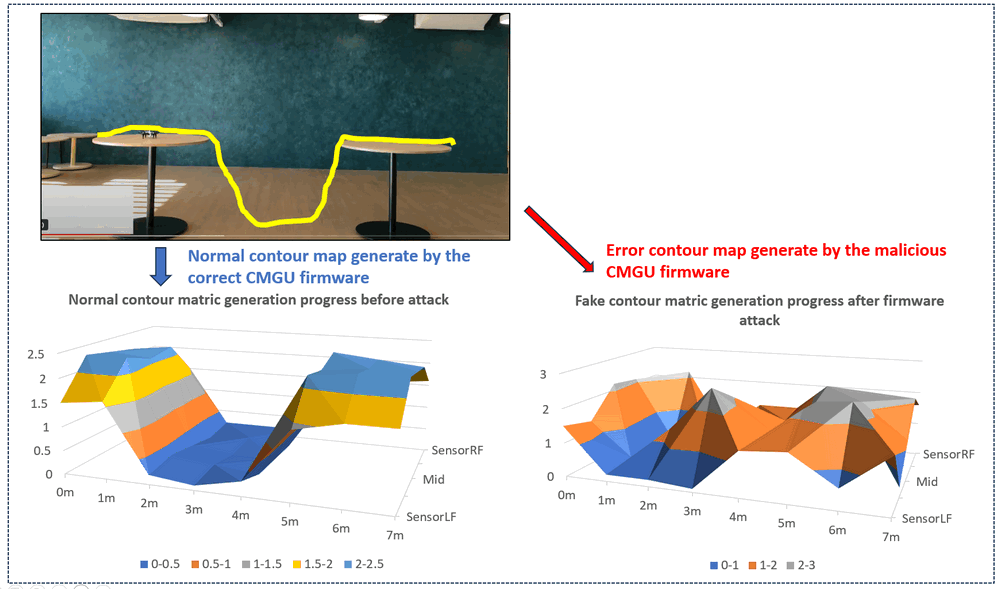 Normal contour map generate by the
correct CMGU firmware
Error contour map generate by the malicious
CMGU firmware
Normal contour matric generation progress before attack
2.5
2
1.5
1
0.5
0
0m
1m
2m
3m
4m
5m
6m
7m
SensorRF
Mid
SensorLF
0-0.5
0.5-1
1-1.5
1.5-2
2-2.5
Fake contour matric generation progress after firmware
attack
3
2
1
0
0m
1m
2m
3m
4m
5m
6m
7m
SensorRF
Mid
SensorLF
0-1
1-2
2-3